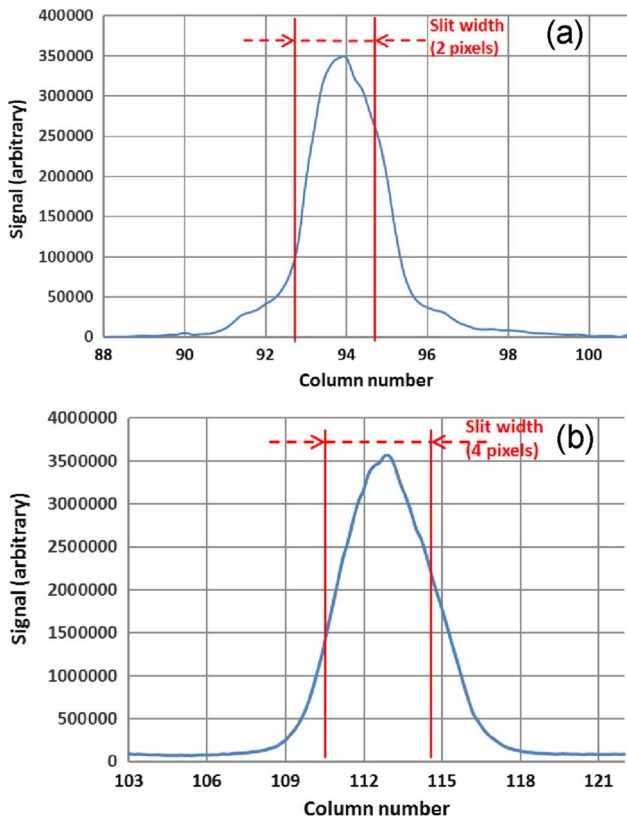 400000
350000
300000
250000
200000
150000
100000
50000
0
Signal (arbitrary)
Slit width
(2 pixels)
(a)
88 90 92 94 96 98 100
Column number
4000000
3500000
3000000
2500000
2000000
1500000
1000000
500000
0
Signal (arbitrary)
Slit width
(4 pixels)
(b)
103 106 109 112 115 118 121
Column number